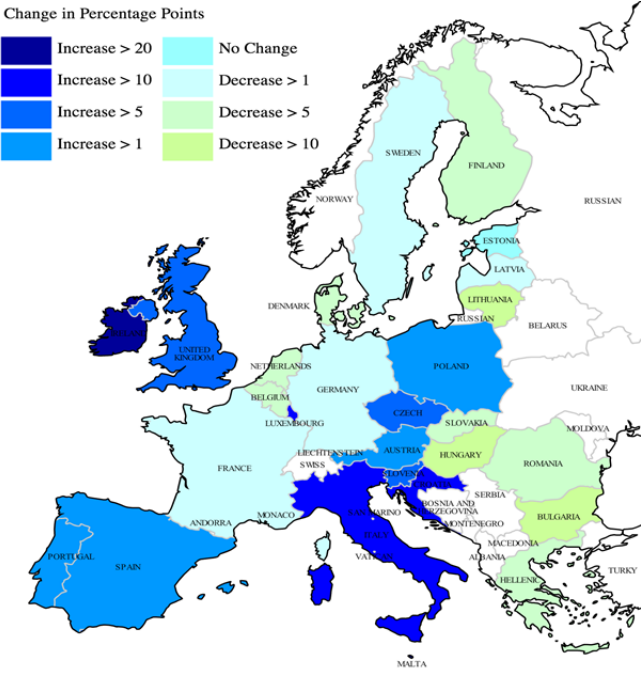 Change in Percentage Points
Increase > 20
No Change
Increase > 10
Decrease > 1
Increase > 5
Decrease > 5
Increase > 1
Decrease > 10
SWEDEN
FINLAND
NORWAY
RUSSIAN
ESTONIA
LATVIA
LITHUANIA
DENMARK
RUSSIAN
BELARUS
IRELAND
UNITED
KINGDOM
NETHERLANDS
POLAND
GERMANY
UKRAINE
BELGIUM
CZECH
LUXEMBOURG
SLOVAKIA
MOLDOVA
LIECHTENSTEIN
AUSTRIA
HUNGARY
FRANCE
SWISS
ROMANIA
SLOVENIA
CROATIA
SERBIA
BOSNIA AND
HERZEGOVINA
MONACO
SAN MARINO
BULGARIA
ANDORRA
MONTENEGRO
ITALY
MACEDONIA
PORTUGAL
SPAIN
VATICAN
ALBANIA
TURKY
HELLENIC
MALTA